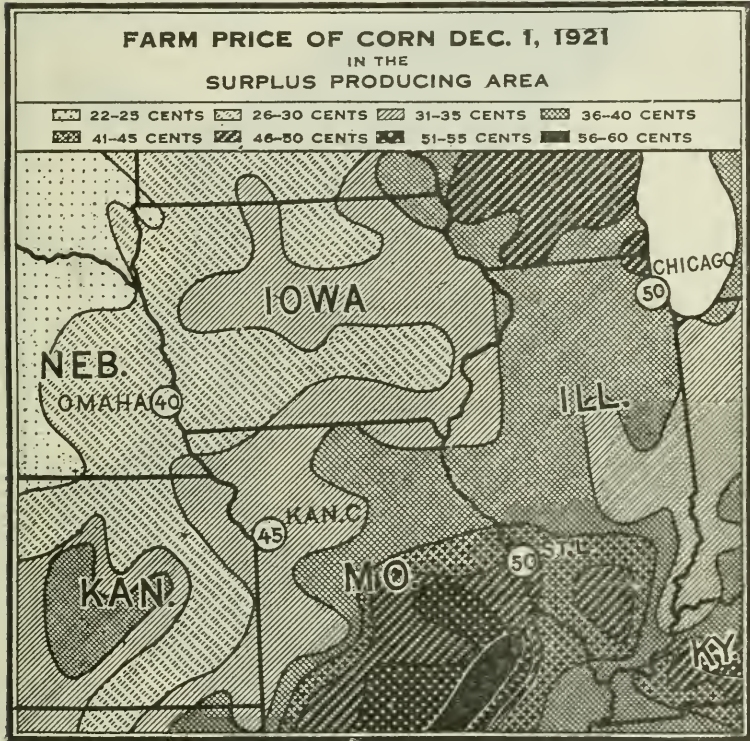 FARM PRICE OF CORN DEC. 1, 1921
IN THE
SURPLUS PRODUCING AREA
22-25 CENTS 26-30 CENTS 31-35 CENTS 36-40 CENTS
41-45 CENTS 46-50 CENTS 51-55 CENTS 56-60 CENTS
CHICAGO
50
IOWA
NEB.
OMAHA 40
ILL.
KAN.C
45
50 ST.L.
MO
KAN.
KY.